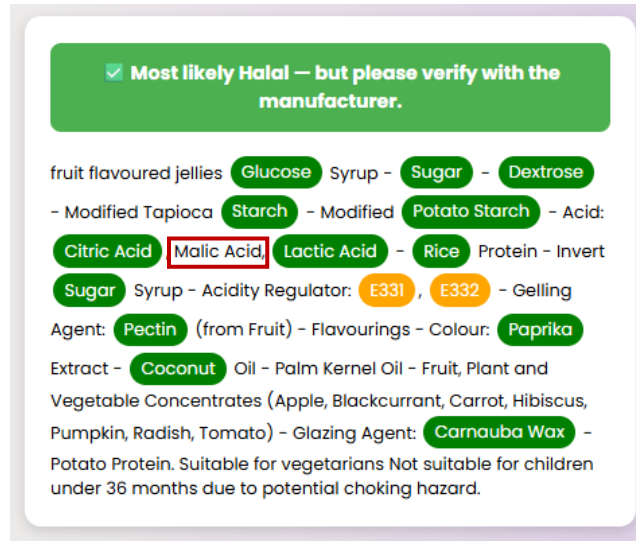 ✅ Most likely Halal — but please verify with the
manufacturer.
fruit flavoured jellies Glucose Syrup - Sugar - Dextrose
- Modified Tapioca Starch - Modified Potato Starch - Acid:
Citric Acid , Malic Acid, Lactic Acid - Rice Protein - Invert
Sugar Syrup - Acidity Regulator: E331 , E332 - Gelling
Agent: Pectin (from Fruit) - Flavourings - Colour: Paprika
Extract - Coconut Oil - Palm Kernel Oil - Fruit, Plant and
Vegetable Concentrates (Apple, Blackcurrant, Carrot, Hibiscus,
Pumpkin, Radish, Tomato) - Glazing Agent: Carnauba Wax -
Potato Protein. Suitable for vegetarians Not suitable for children
under 36 months due to potential choking hazard.